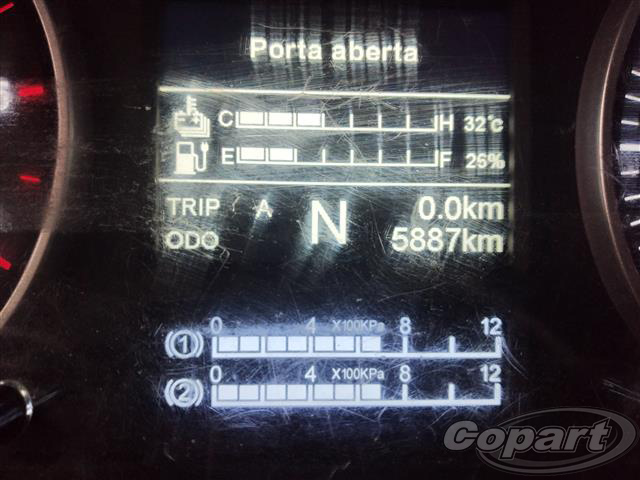 Porta aberta
C H 32°c
E F 26%
TRIP A N 0.0km
ODO 5887km
0 4 X100KPa 8 12
(1)
0 4 X100KPa 8 12
(2)
Copart